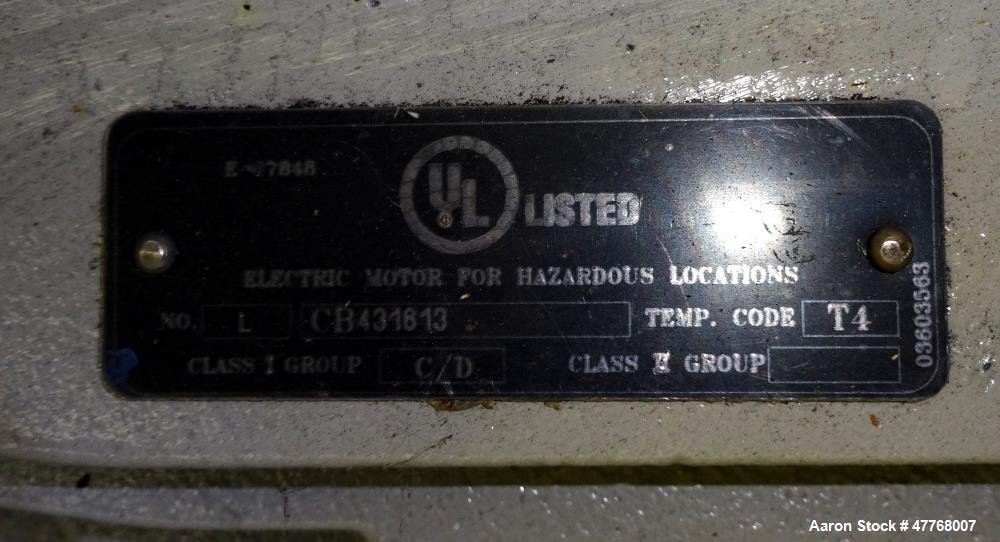 UL LISTED
ELECTRIC MOTOR FOR HAZARDOUS LOCATIONS
NO. L CB431813 TEMP. CODE T4
CLASS I GROUP C/D CLASS II GROUP
03603563
Aaron Stock # 47768007